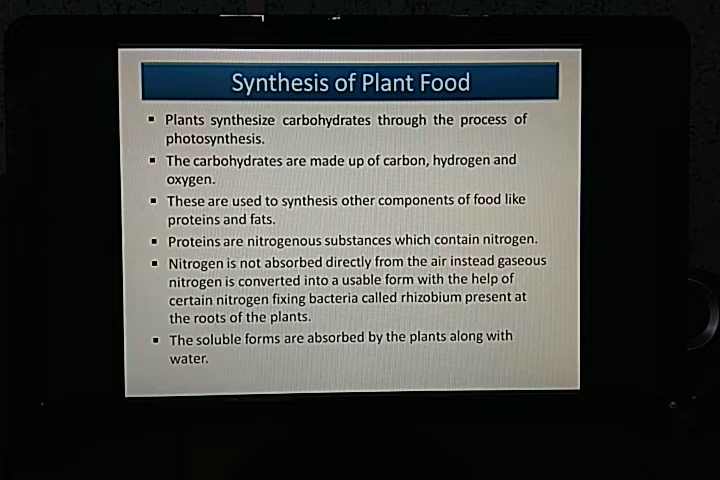 Synthesis of Plant Food
▪ Plants synthesize carbohydrates through the process of
photosynthesis.
▪ The carbohydrates are made up of carbon, hydrogen and
oxygen.
▪ These are used to synthesis other components of food like
proteins and fats.
▪ Proteins are nitrogenous substances which contain nitrogen.
▪ Nitrogen is not absorbed directly from the air instead gaseous
nitrogen is converted into a usable form with the help of
certain nitrogen fixing bacteria called rhizobium present at
the roots of the plants.
▪ The soluble forms are absorbed by the plants along with
water.